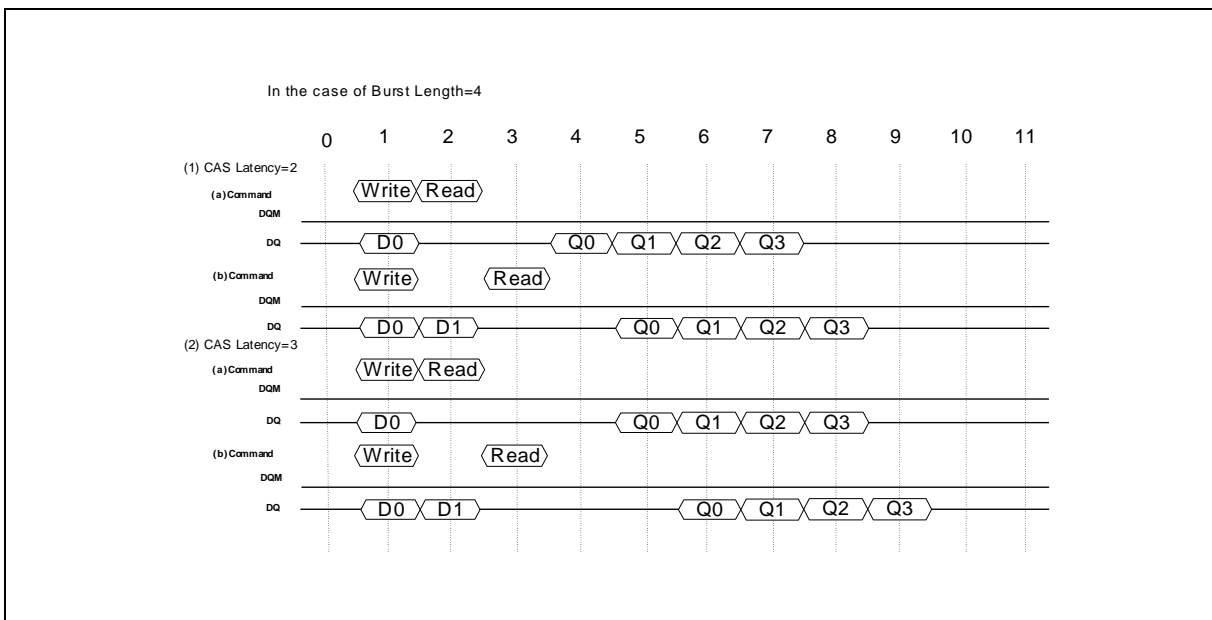 In the case of Burst Length=4
0 1 2 3 4 5 6 7 8 9 10 11
(1) CAS Latency=2
(a)Command Write Read
DQM
DQ D0 Q0 Q1 Q2 Q3
(b)Command Write Read
DQM
DQ D0 D1 Q0 Q1 Q2 Q3
(2) CAS Latency=3
(a)Command Write Read
DQM
DQ D0 Q0 Q1 Q2 Q3
(b)Command Write Read
DQM
DQ D0 D1 Q0 Q1 Q2 Q3